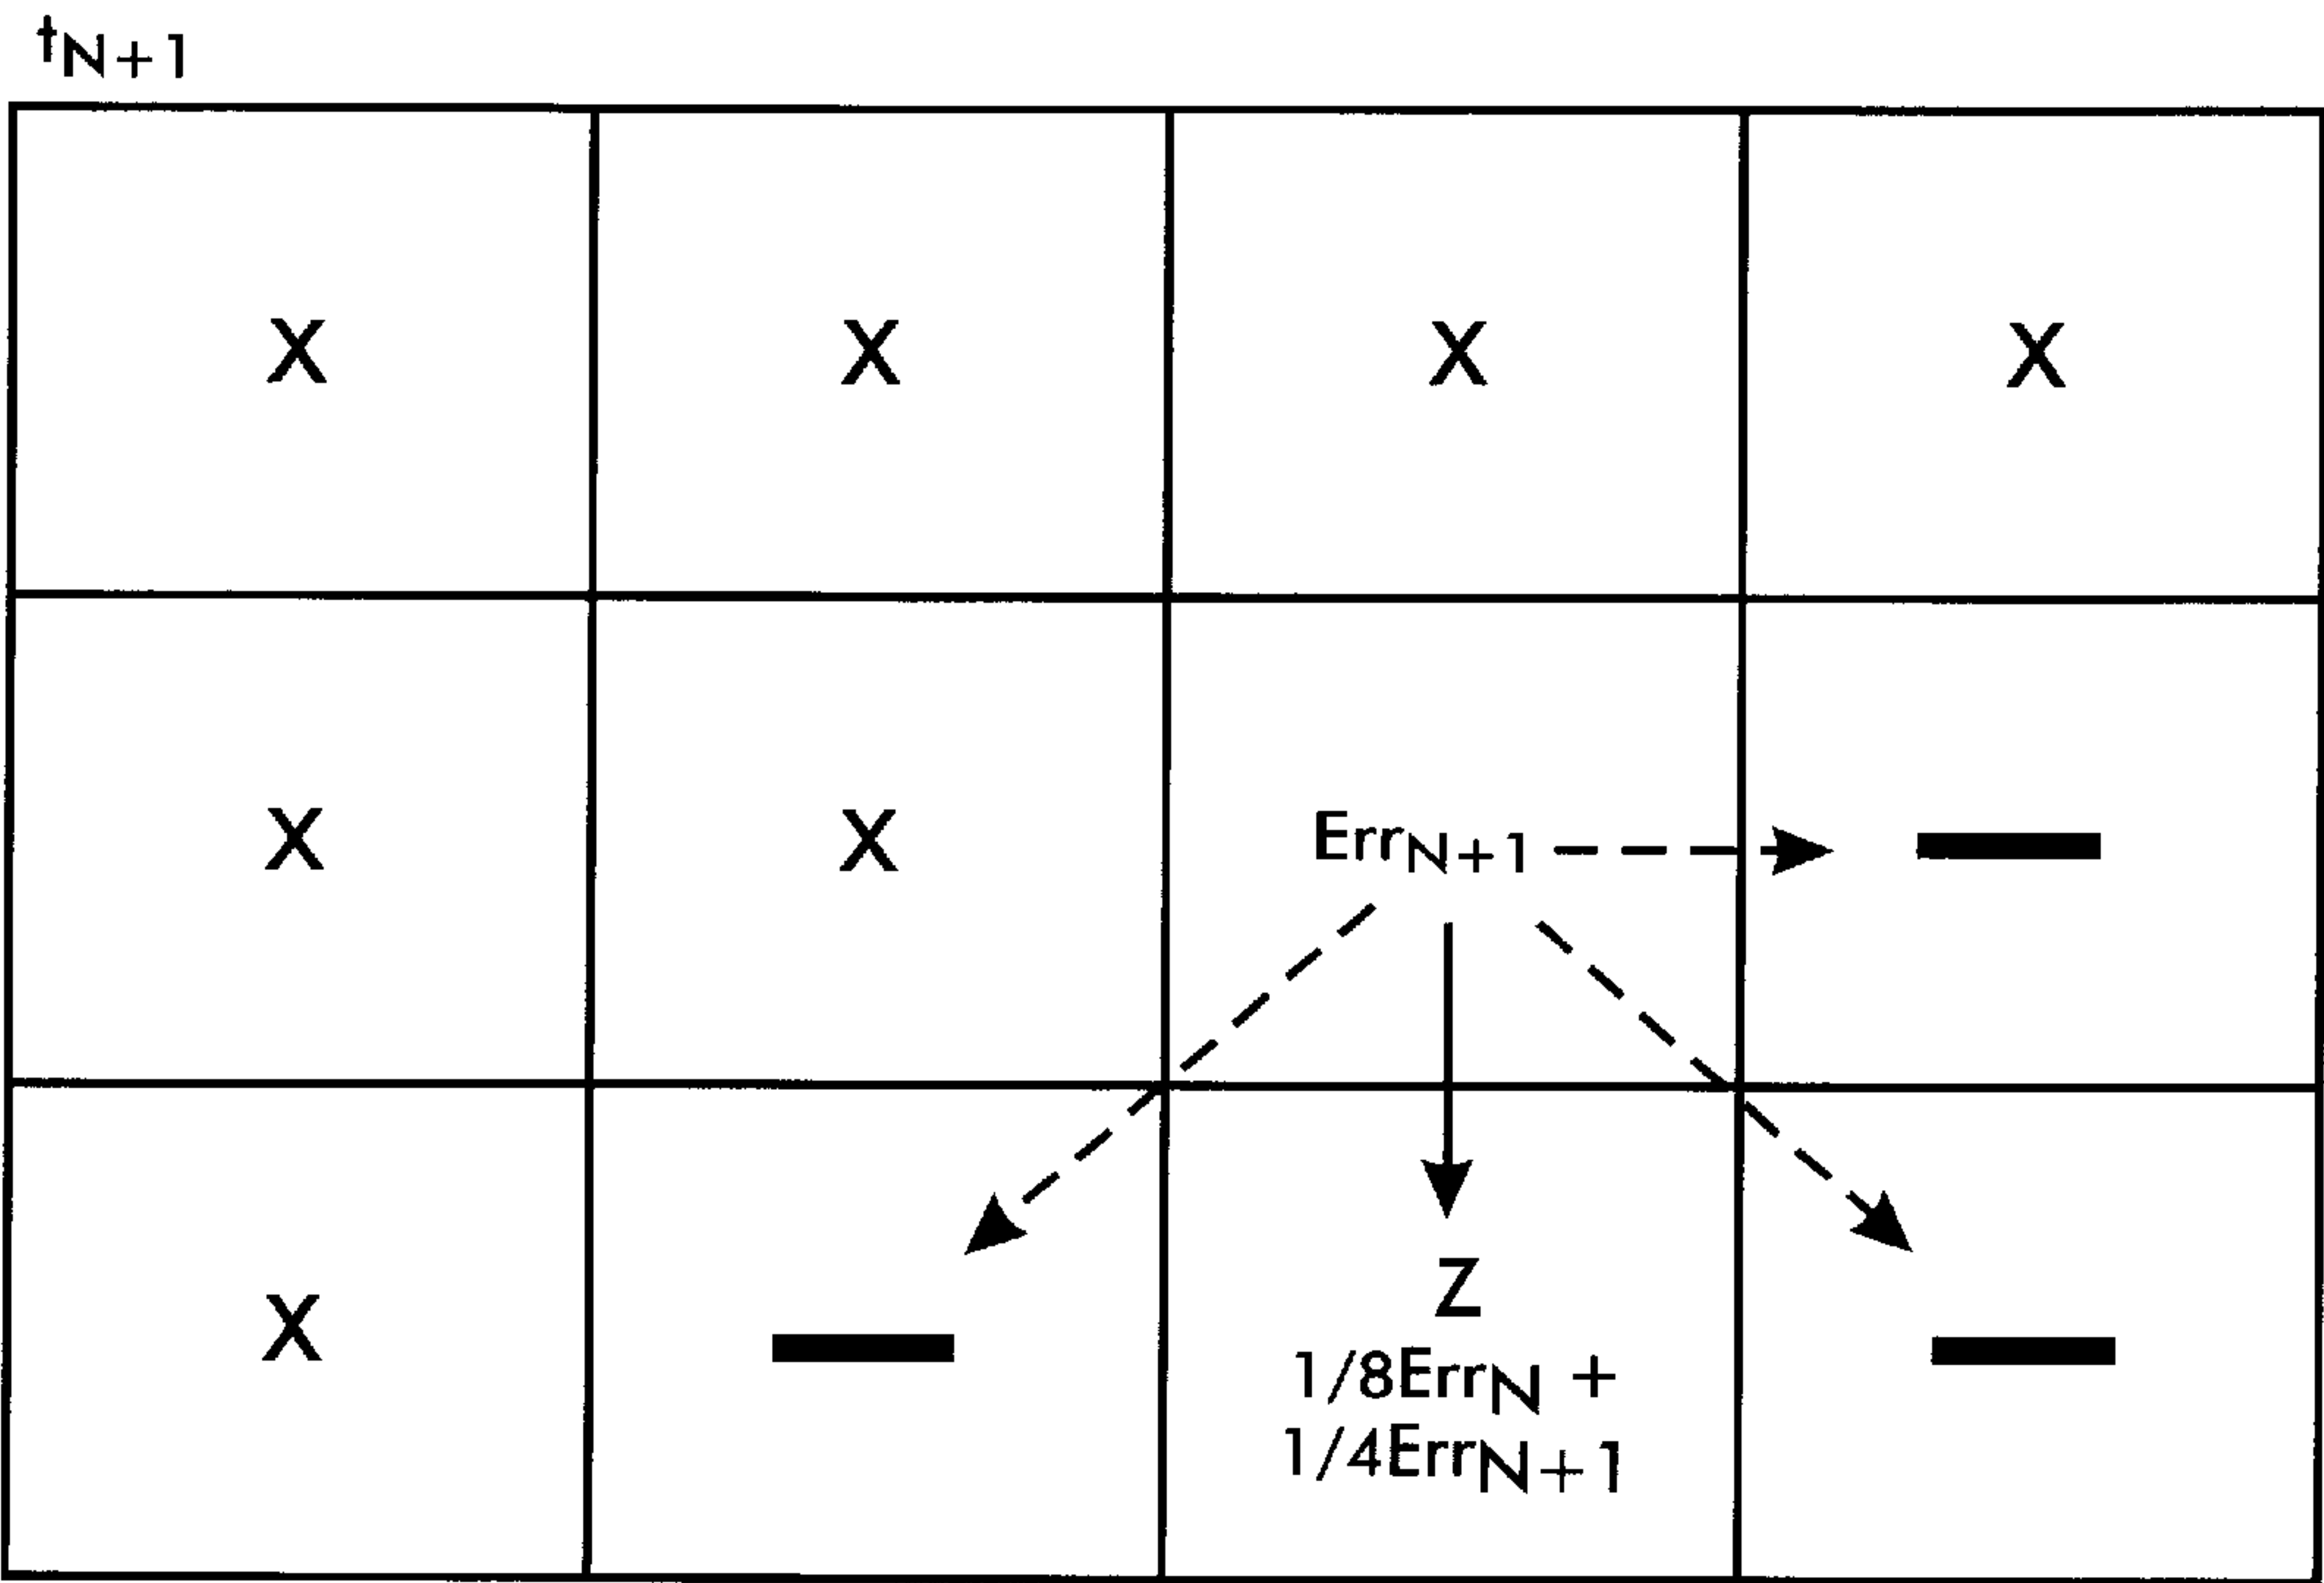 tN+1
X X X X
X X ErrN+1
X Z
1/8ErrN +
1/4ErrN+1